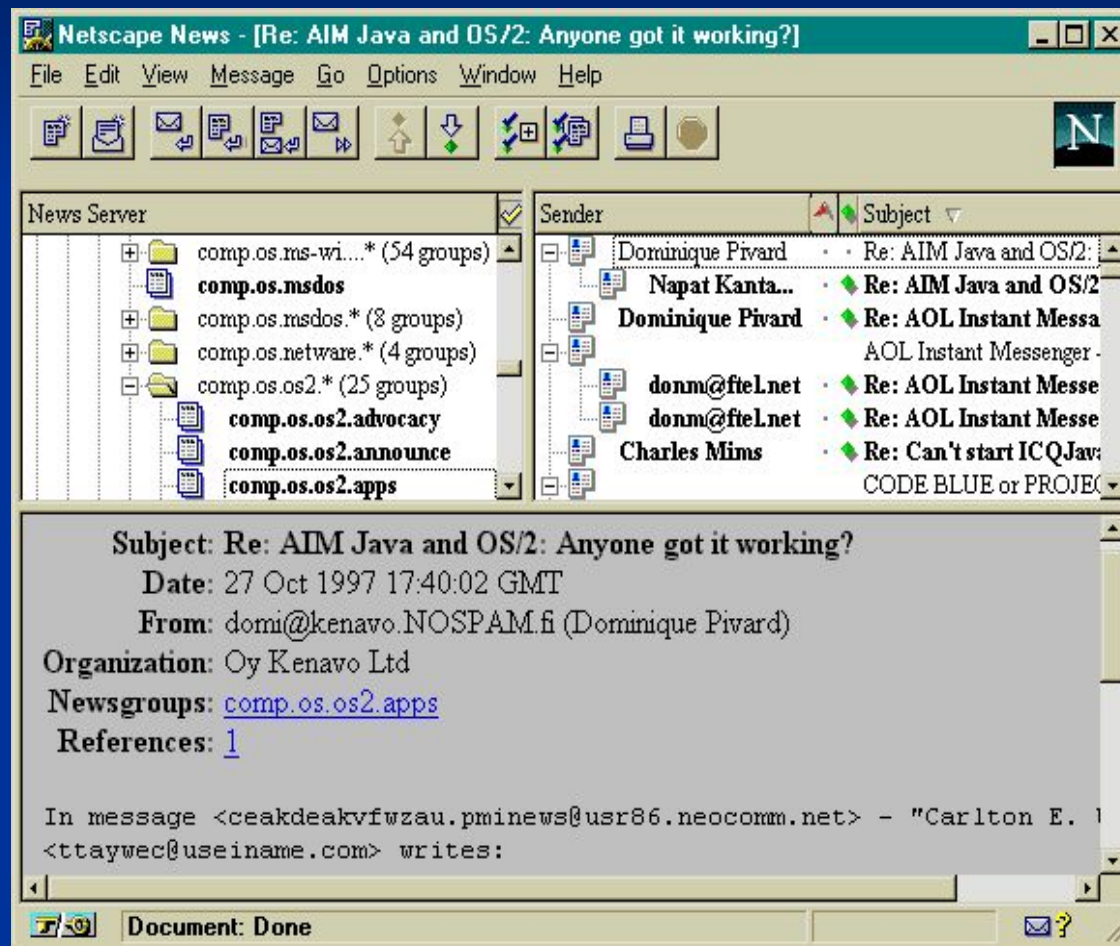 Netscape News - [Re: AIM Java and OS/2: Anyone got it working?]
File Edit View Message Go Options Window Help
N
News Server
comp.os.ms-wi....* (54 groups)
comp.os.msdos
comp.os.msdos.* (8 groups)
comp.os.netware.* (4 groups)
comp.os.os2.* (25 groups)
comp.os.os2.advocacy
comp.os.os2.announce
comp.os.os2.apps
Sender Subject
Dominique Pivard Re: AIM Java and OS/2:
Napat Kanta... Re: AIM Java and OS/2
Dominique Pivard Re: AOL Instant Messa
AOL Instant Messenger -
donm@ftel.net Re: AOL Instant Messe
donm@ftel.net Re: AOL Instant Messe
Charles Mims Re: Can't start ICQJava
CODE BLUE or PROJEC
Subject: Re: AIM Java and OS/2: Anyone got it working?
Date: 27 Oct 1997 17:40:02 GMT
From: domi@kenavo.NOSPAM.fi (Dominique Pivard)
Organization: Oy Kenavo Ltd
Newsgroups: comp.os.os2.apps
References: 1
In message <ceakdeakvfwzau.pminews@usr86.neocomm.net> - "Carlton E.
<ttaywec@useiname.com> writes:
Document: Done